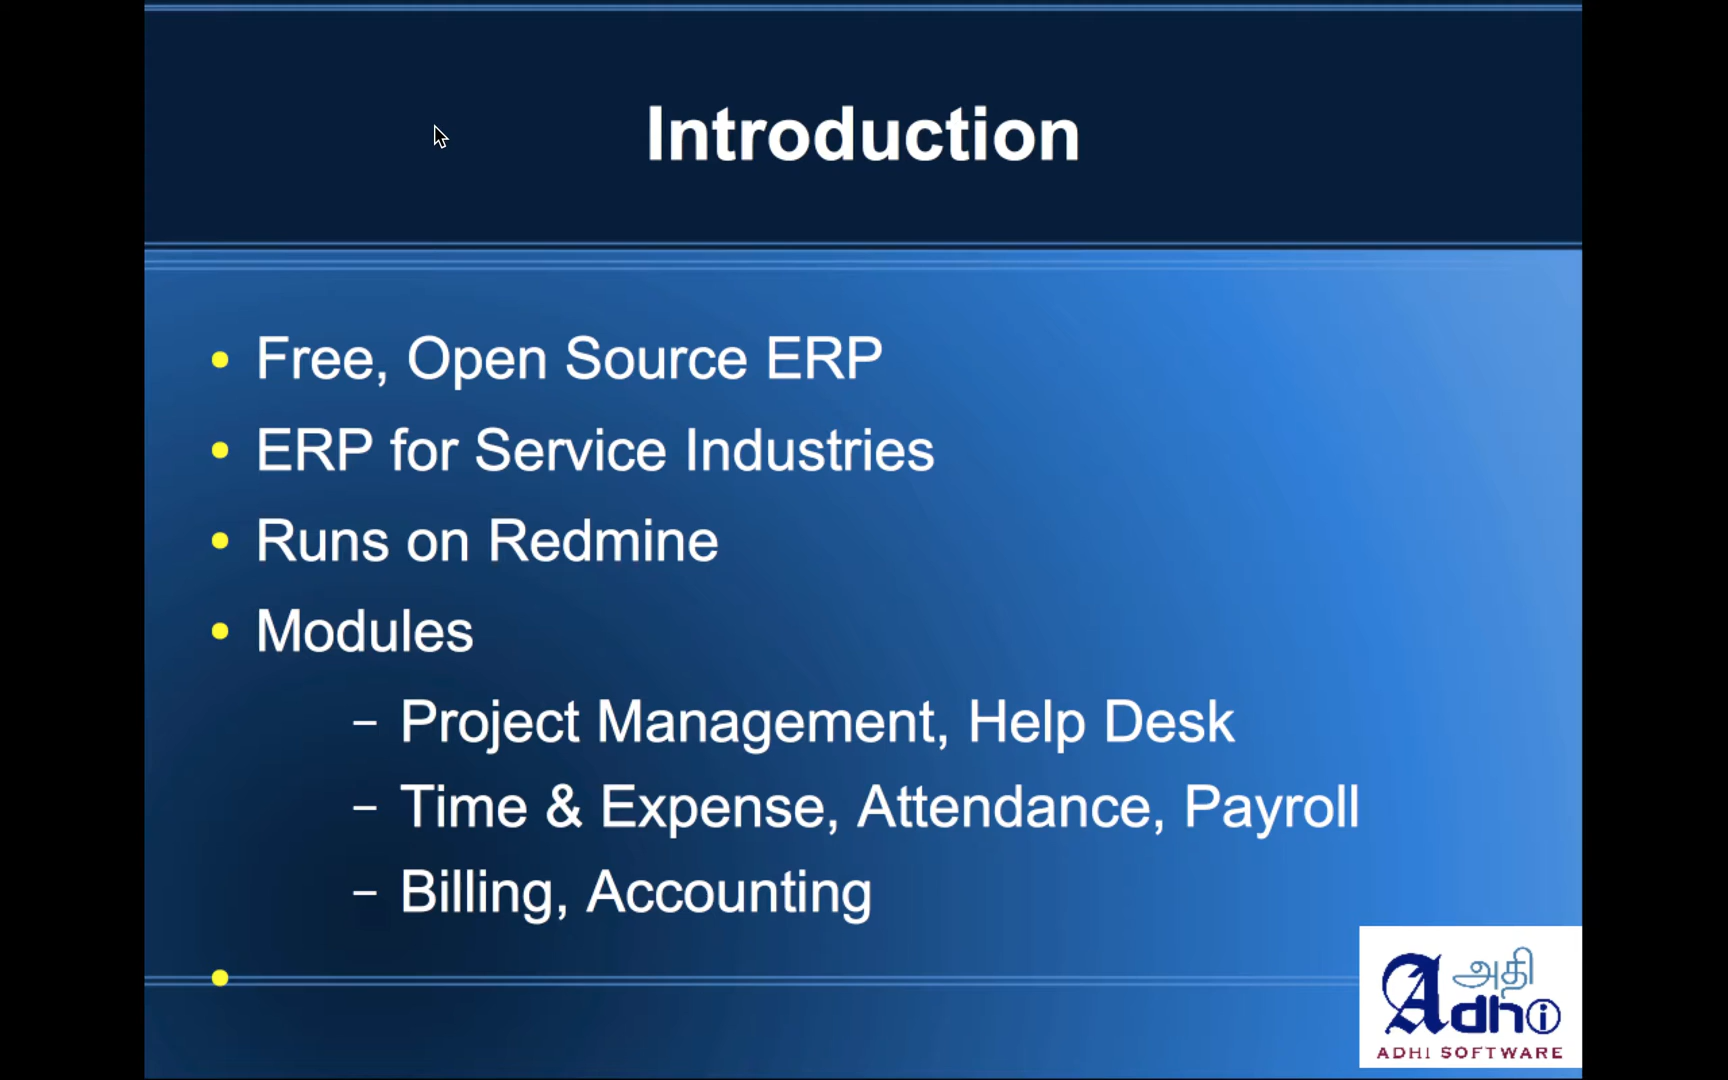 Introduction
• Free, Open Source ERP
• ERP for Service Industries
• Runs on Redmine
• Modules
– Project Management, Help Desk
– Time & Expense, Attendance, Payroll
– Billing, Accounting
•
அதி
Adhi
ADHI SOFTWARE